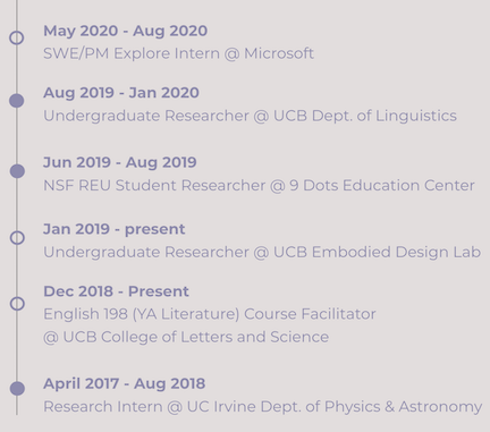 May 2020 - Aug 2020
SWE/PM Explore Intern @ Microsoft
Aug 2019 - Jan 2020
Undergraduate Researcher @ UCB Dept. of Linguistics
Jun 2019 - Aug 2019
NSF REU Student Researcher @ 9 Dots Education Center
Jan 2019 - present
Undergraduate Researcher @ UCB Embodied Design Lab
Dec 2018 - Present
English 198 (YA Literature) Course Facilitator
@ UCB College of Letters and Science
April 2017 - Aug 2018
Research Intern @ UC Irvine Dept. of Physics & Astronomy